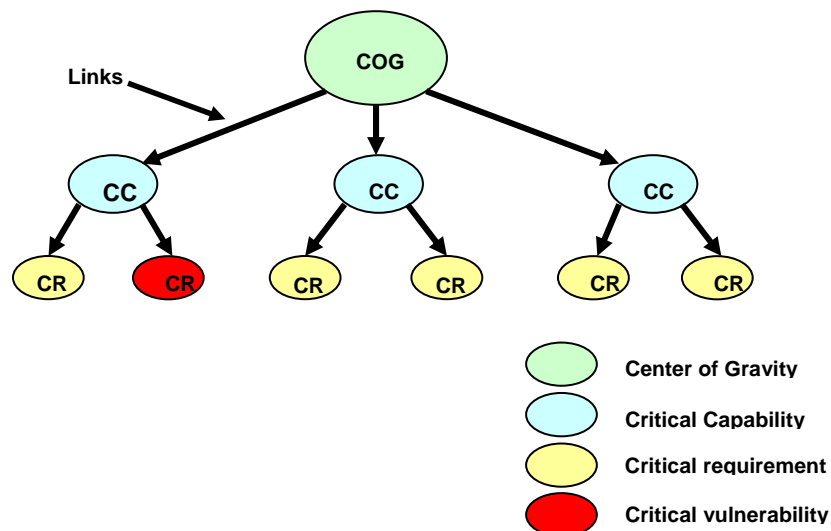 COG
Links
CC CC CC
CR CR CR CR CR CR
Center of Gravity
Critical Capability
Critical requirement
Critical vulnerability